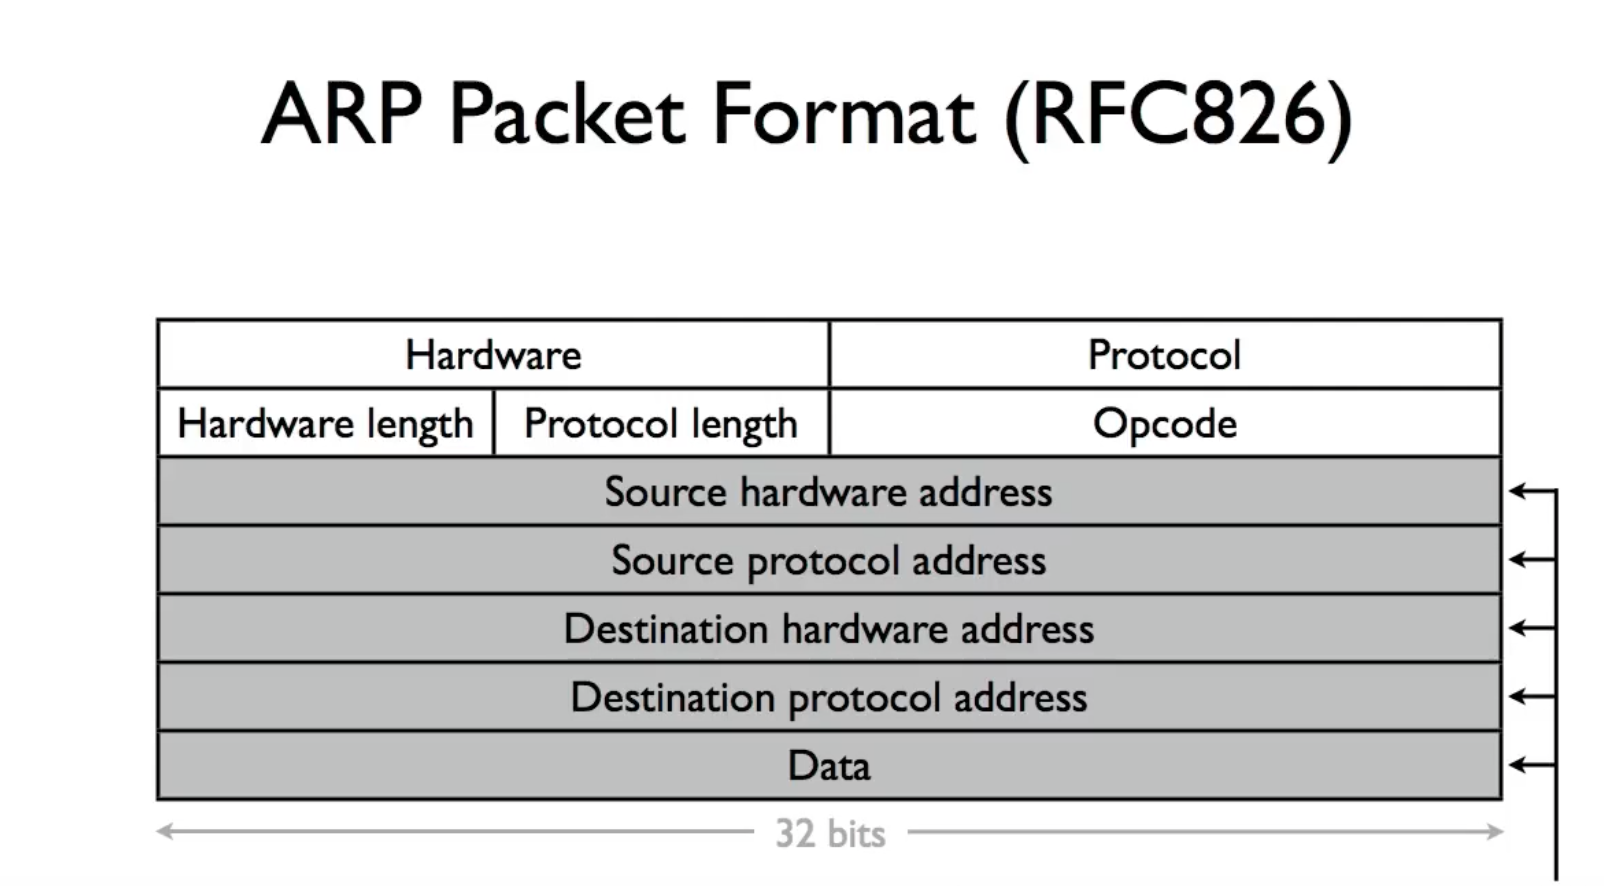 ARP Packet Format (RFC826)
Hardware Protocol
Hardware length Protocol length Opcode
Source hardware address
Source protocol address
Destination hardware address
Destination protocol address
Data
32 bits